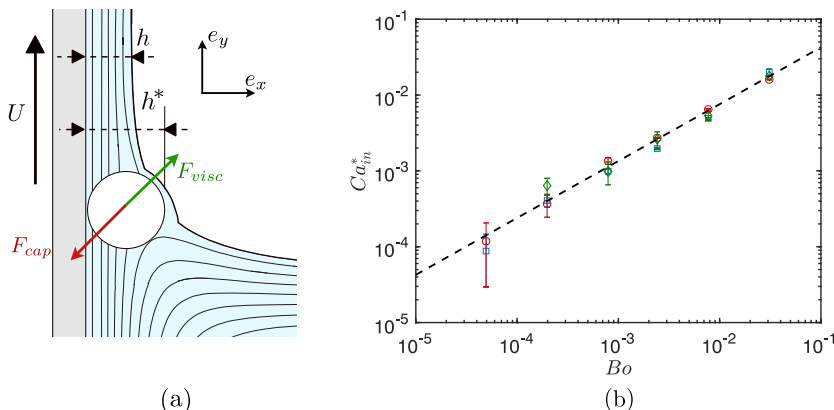 h
e_y
e_x
h*
U
F_visc
F_cap
(a)
10^-1
10^-2
10^-3
10^-4
10^-5
Ca*_in
10^-5 10^-4 10^-3 10^-2 10^-1
Bo
(b)